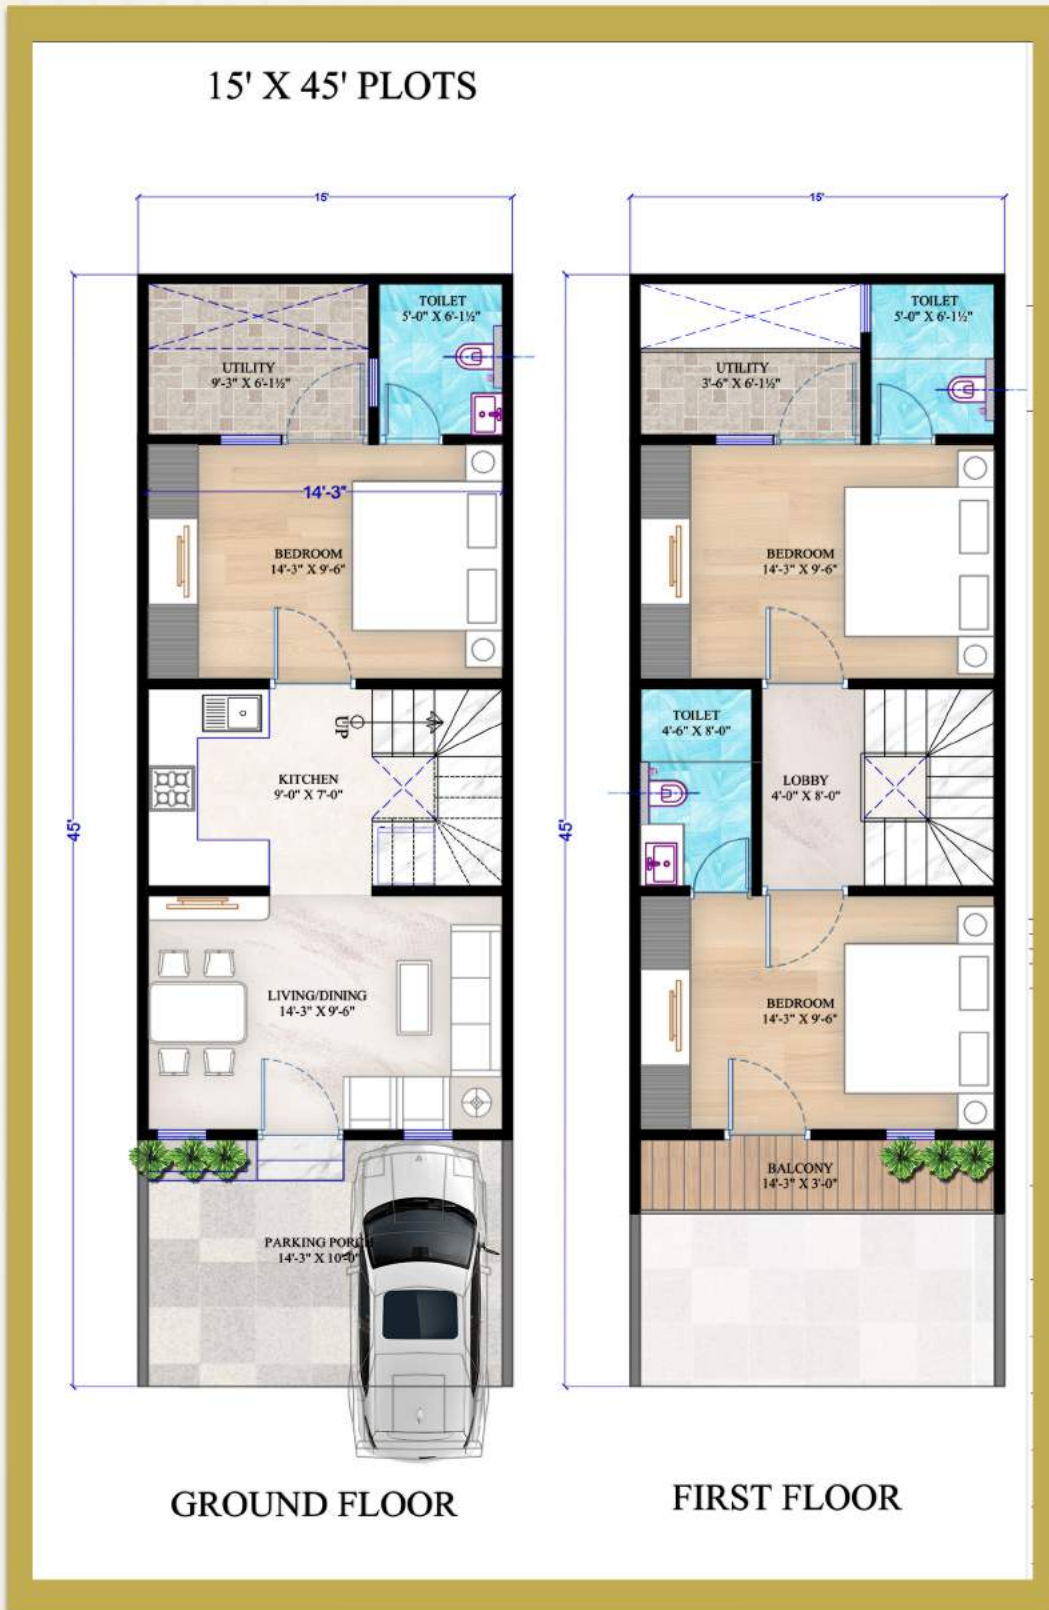 15' X 45' PLOTS
15'
45'
TOILET
5'-0" X 6'-1½"
UTILITY
9'-3" X 6'-1½"
14'-3"
BEDROOM
14'-3" X 9'-6"
UP
KITCHEN
9'-0" X 7'-0"
LIVING/DINING
14'-3" X 9'-6"
PARKING PORCH
14'-3" X 10'-0"
GROUND FLOOR
15'
45'
TOILET
5'-0" X 6'-1½"
UTILITY
3'-6" X 6'-1½"
BEDROOM
14'-3" X 9'-6"
TOILET
4'-6" X 8'-0"
LOBBY
4'-0" X 8'-0"
BEDROOM
14'-3" X 9'-6"
BALCONY
14'-3" X 3'-0"
FIRST FLOOR